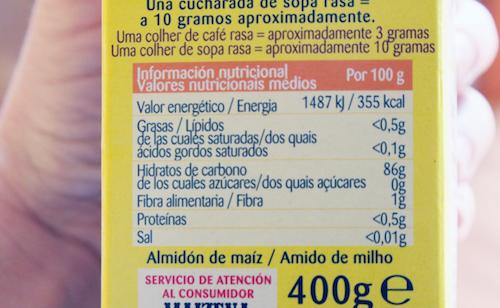 Una cucharada de sopa rasa =
a 10 gramos aproximadamente.
Uma colher de café rasa = aproximadamente 3 gramas
Uma colher de sopa rasa = aproximadamente 10 gramas
Información nutricional
Valores nutricionais médios Por 100 g
Valor energético / Energia 1487 kJ / 355 kcal
Grasas / Lípidos <0,5g
de las cuales saturadas/dos quais
ácidos gordos saturados <0,1g
Hidratos de carbono 86g
de los cuales azúcares/dos quais açúcares 0g
Fibra alimentaria / Fibra 1g
Proteínas <0,5g
Sal <0,01g
Almidón de maíz / Amido de milho
SERVICIO DE ATENCIÓN
AL CONSUMIDOR
MAIZENA
400g e